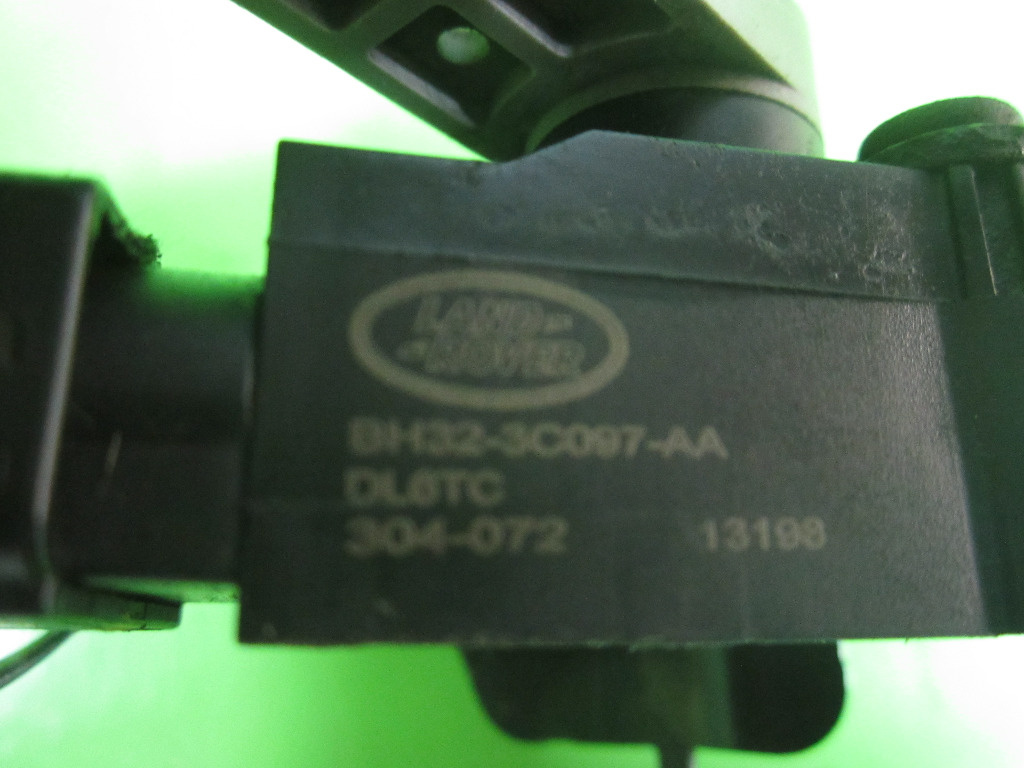 LAND
ROVER
BH32-3C097-AA
DL6TC
304-072 13198